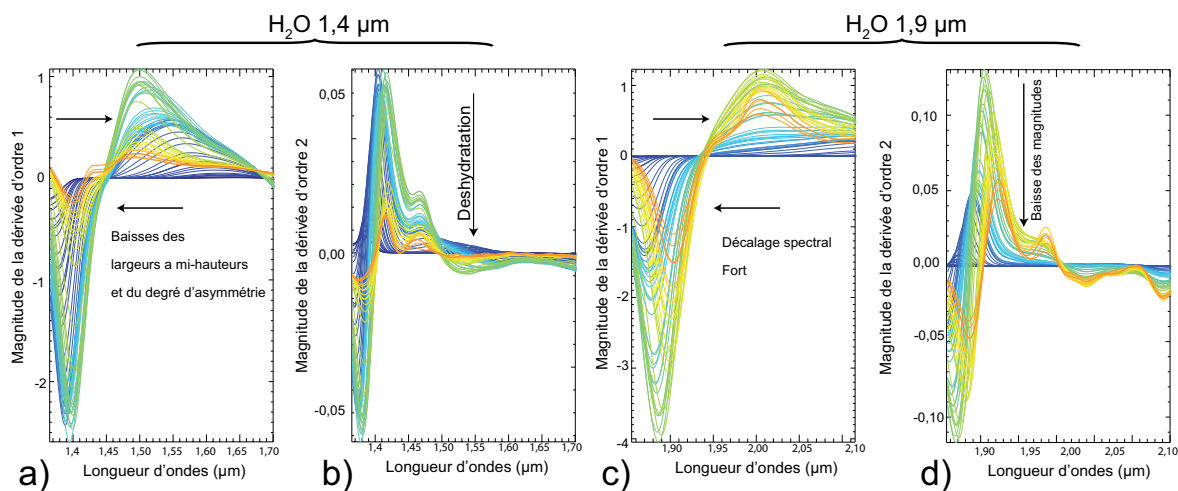 H₂O 1,4 µm
H₂O 1,9 µm
Magnitude de la dérivée d'ordre 1
1
0
-1
-2
Baisses des
largeurs a mi-hauteurs
et du degré d'asymétrie
1,4 1,45 1,50 1,55 1,60 1,65 1,70
Longueur d'ondes (µm)
a)
Magnitude de la dérivée d'ordre 2
0,05
0,00
-0,05
Deshydratation
1,4 1,45 1,50 1,55 1,60 1,65 1,70
Longueur d'ondes (µm)
b)
Magnitude de la dérivée d'ordre 1
1
0
-1
-2
-3
-4
Décalage spectral
Fort
1,90 1,95 2,00 2,05 2,10
Longueur d'ondes (µm)
c)
Magnitude de la dérivée d'ordre 2
0,10
0,05
0,00
-0,05
-0,10
Baisse des magnitudes
1,90 1,95 2,00 2,05 2,10
Longueur d'ondes (µm)
d)